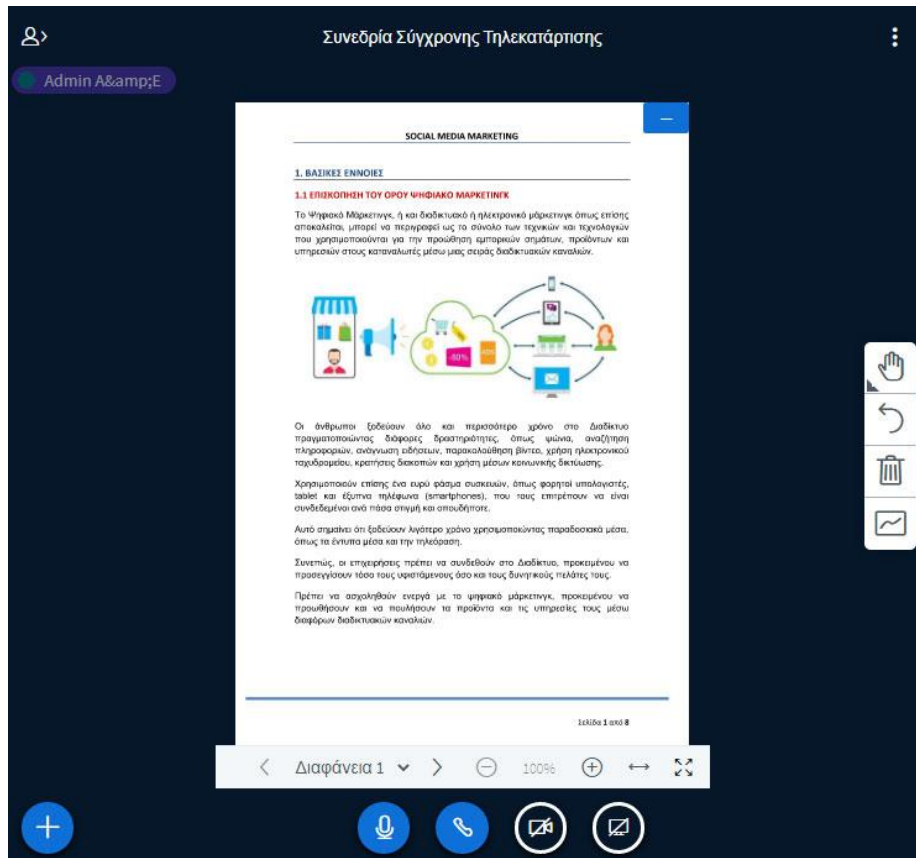 Συνεδρία Σύγχρονης Τηλεκατάρτισης
Admin A&amp;E
SOCIAL MEDIA MARKETING
1. ΒΑΣΙΚΕΣ ΕΝΝΟΙΕΣ
1.1 ΕΠΙΣΚΟΠΗΣΗ ΤΟΥ ΟΡΟΥ ΨΗΦΙΑΚΟ ΜΑΡΚΕΤΙΝΓΚ
Το Ψηφιακό Μάρκετινγκ, ή και διαδικτυακό ή ηλεκτρονικό μάρκετινγκ όπως επίσης
αποκαλείται, μπορεί να περιγραφεί ως το σύνολο των τεχνικών και τεχνολογιών
που χρησιμοποιούνται για την προώθηση εμπορικών σημάτων, προϊόντων και
υπηρεσιών στους καταναλωτές μέσω μιας σειράς διαδικτυακών καναλιών.
Οι άνθρωποι ξοδεύουν όλο και περισσότερο χρόνο στο Διαδίκτυο
πραγματοποιώντας διάφορες δραστηριότητες, όπως ψώνια, αναζήτηση
πληροφοριών, ανάγνωση ειδήσεων, παρακολούθηση βίντεο, χρήση ηλεκτρονικού
ταχυδρομείου, κρατήσεις διακοπών και χρήση μέσων κοινωνικής δικτύωσης.
Χρησιμοποιούν επίσης ένα ευρύ φάσμα συσκευών, όπως φορητοί υπολογιστές,
tablet και έξυπνα τηλέφωνα (smartphones), που τους επιτρέπουν να είναι
συνδεδεμένοι ανά πάσα στιγμή και οπουδήποτε.
Αυτό σημαίνει ότι ξοδεύουν λιγότερο χρόνο χρησιμοποιώντας παραδοσιακά μέσα,
όπως τα έντυπα μέσα και την τηλεόραση.
Συνεπώς, οι επιχειρήσεις πρέπει να συνδεθούν στο Διαδίκτυο, προκειμένου να
προσεγγίσουν τόσο τους υφιστάμενους όσο και τους δυνητικούς πελάτες τους.
Πρέπει να ασχοληθούν ενεργά με το ψηφιακό μάρκετινγκ, προκειμένου να
προωθήσουν και να πουλήσουν τα προϊόντα και τις υπηρεσίες τους μέσω
διαφόρων διαδικτυακών καναλιών.
Σελίδα 1 από 8
Διαφάνεια 1
100%